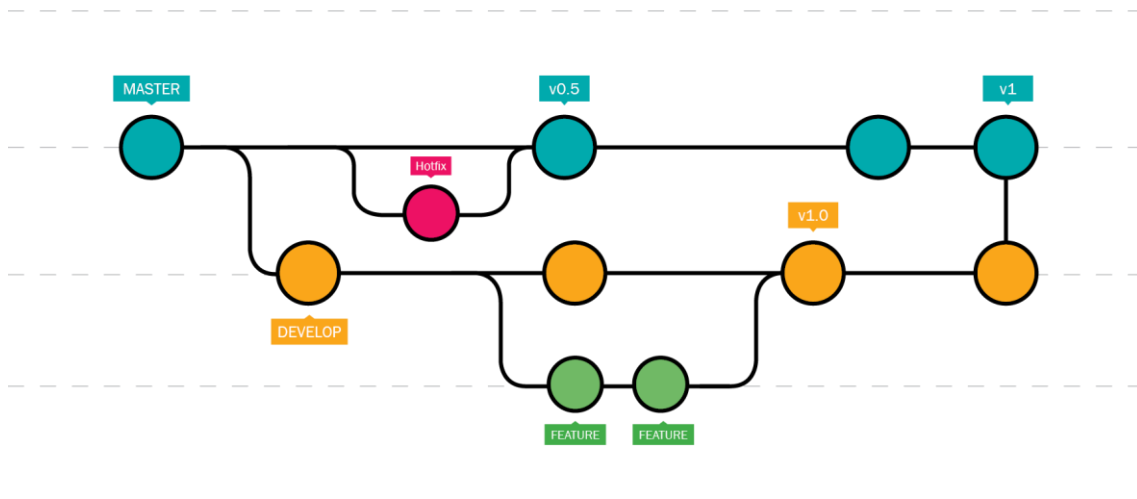 MASTER
v0.5
v1
Hotfix
v1.0
DEVELOP
FEATURE
FEATURE